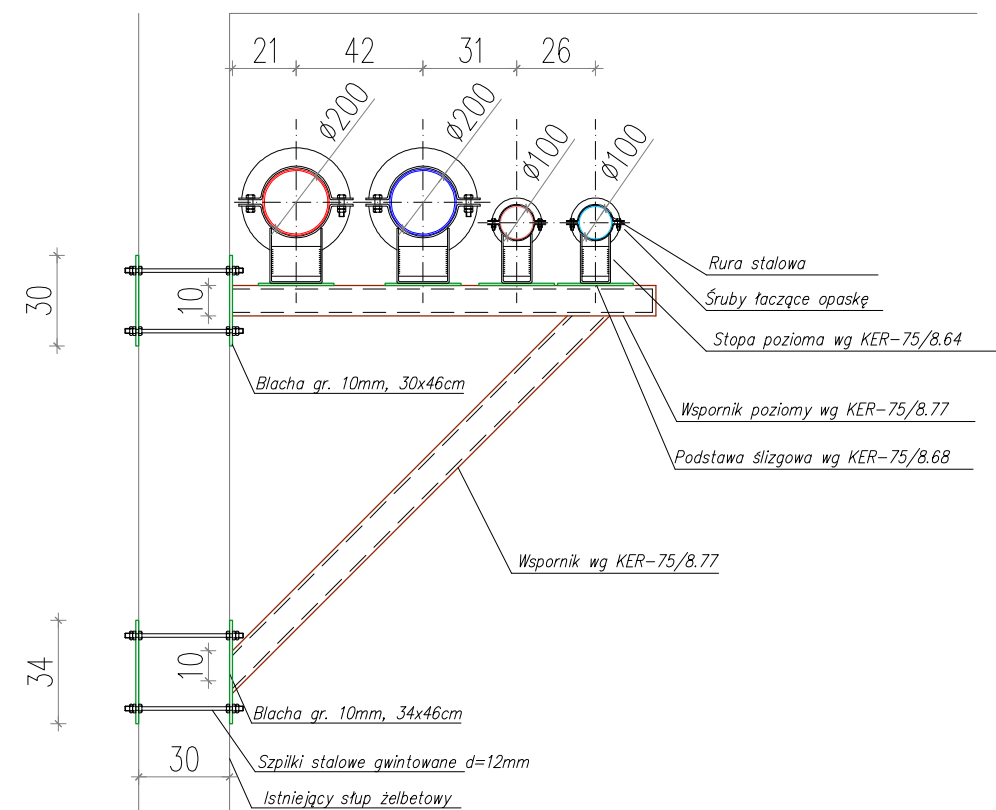 21 42 31 26
Ø200 Ø200 Ø100 Ø100
Rura stalowa
Śruby łaczące opaskę
30 10
Stopa pozioma wg KER-75/8.64
Blacha gr. 10mm, 30x46cm
Wspornik poziomy wg KER-75/8.77
Podstawa ślizgowa wg KER-75/8.68
Wspornik wg KER-75/8.77
34 10
Blacha gr. 10mm, 34x46cm
30
Szpilki stalowe gwintowane d=12mm
Istniejący słup żelbetowy